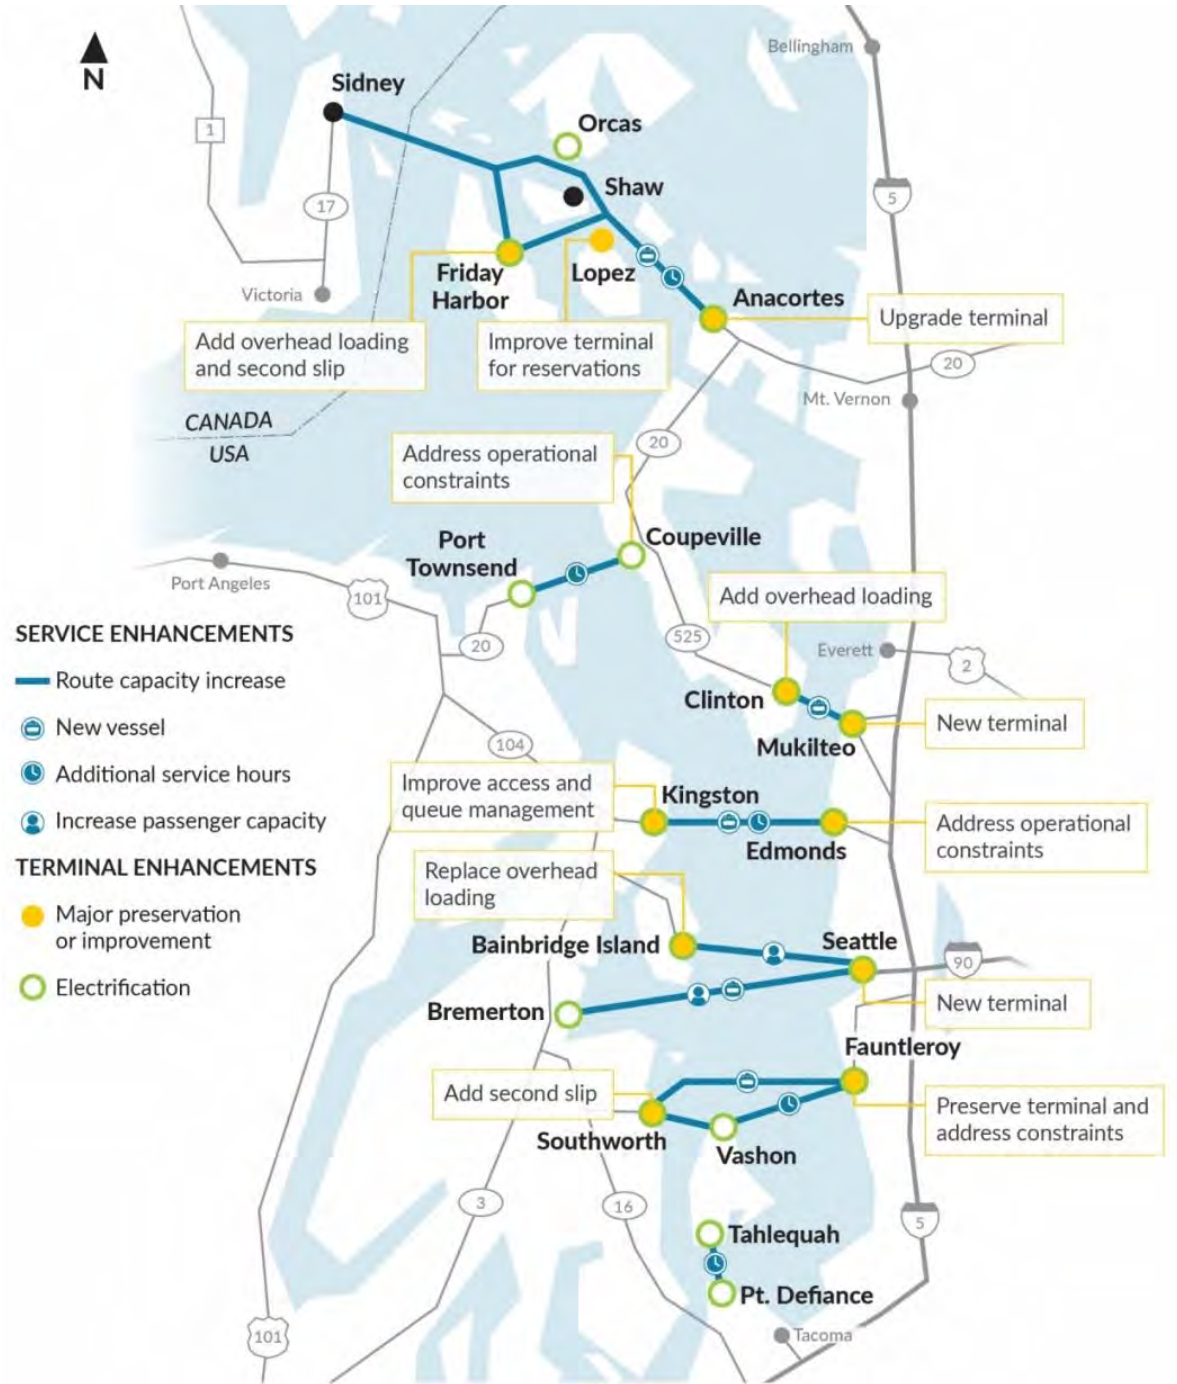 N
Sidney
Bellingham
Orcas
1
Shaw
5
17
Friday
Harbor
Lopez
Victoria
Anacortes
Upgrade terminal
Add overhead loading
and second slip
Improve terminal
for reservations
20
Mt. Vernon
CANADA
USA
20
Address operational
constraints
Coupeville
Port
Townsend
Port Angeles
101
Add overhead loading
SERVICE ENHANCEMENTS
20
525
Everett
2
Route capacity increase
Clinton
New vessel
New terminal
Mukilteo
104
Additional service hours
Improve access and
queue management
Kingston
Increase passenger capacity
Edmonds
Address operational
constraints
TERMINAL ENHANCEMENTS
Replace overhead
loading
Major preservation
or improvement
Bainbridge Island
Seattle
90
Electrification
Bremerton
New terminal
Fauntleroy
Add second slip
Preserve terminal and
address constraints
Southworth
Vashon
3
16
5
Tahlequah
Pt. Defiance
101
Tacoma